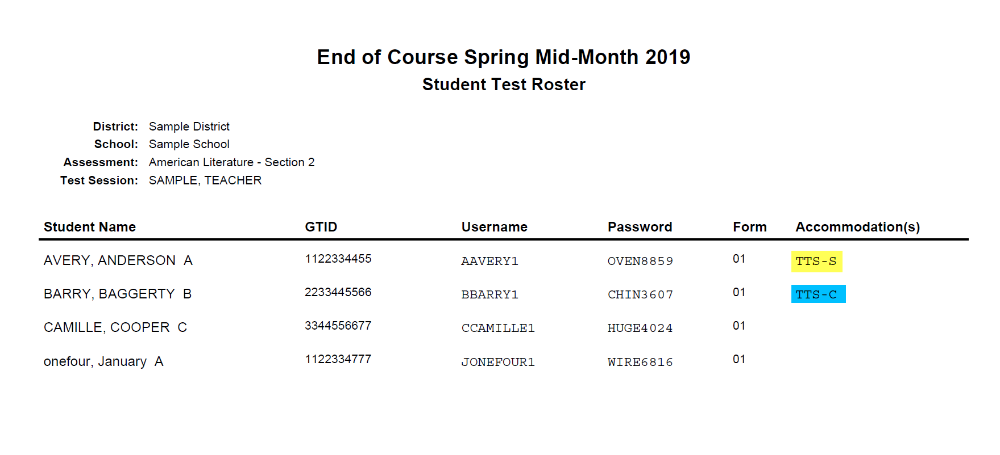 End of Course Spring Mid-Month 2019
Student Test Roster
District: Sample District
School: Sample School
Assessment: American Literature - Section 2
Test Session: SAMPLE, TEACHER
Student Name GTID Username Password Form Accommodation(s)
AVERY, ANDERSON A 1122334455 AAVERY1 OVEN8859 01 TTS-S
BARRY, BAGGERTY B 2233445566 BBARRY1 CHIN3607 01 TTS-C
CAMILLE, COOPER C 3344556677 CCAMILLE1 HUGE4024 01
onefour, January A 1122334777 JONEFOUR1 WIRE6816 01